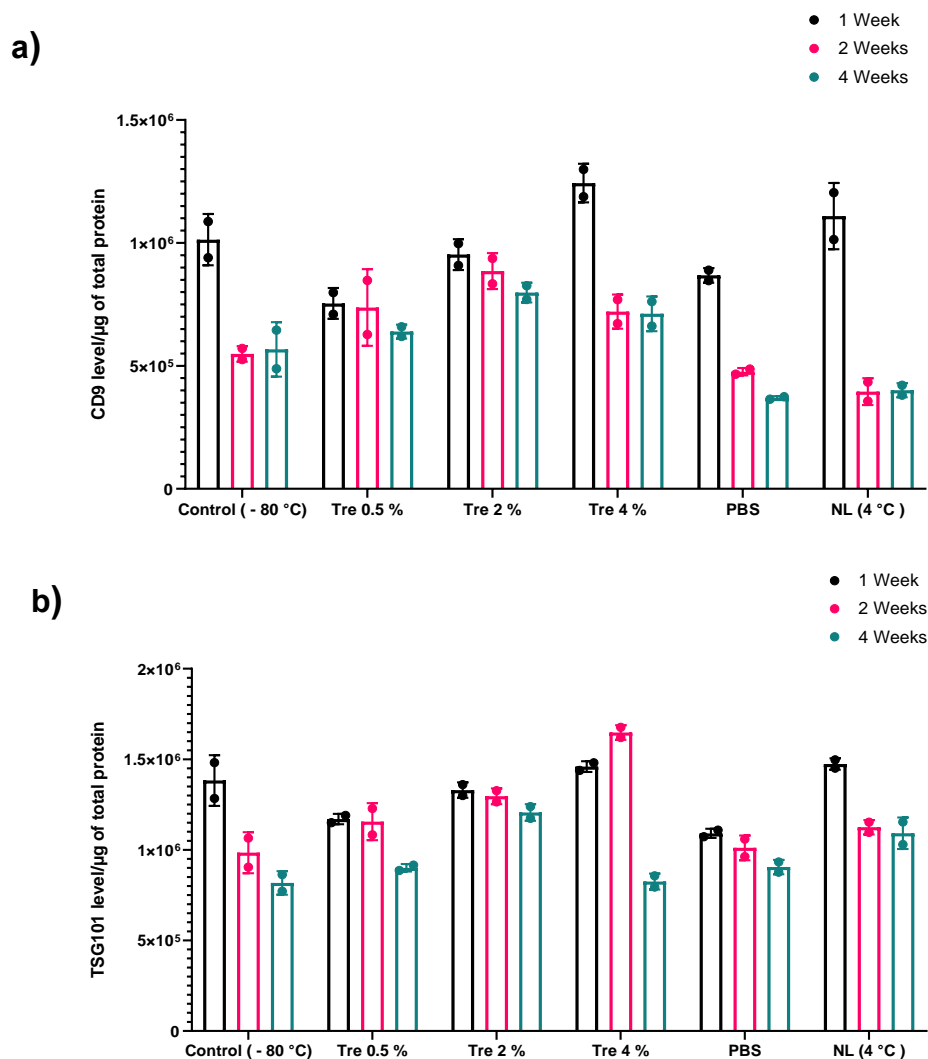 a)
1 Week
2 Weeks
4 Weeks
CD9 level/µg of total protein
1.5×10⁶
1×10⁶
5×10⁵
0
Control ( - 80 °C) Tre 0.5 % Tre 2 % Tre 4 % PBS NL (4 °C )
b)
1 Week
2 Weeks
4 Weeks
TSG101 level/µg of total protein
2×10⁶
1.5×10⁶
1×10⁶
5×10⁵
0
Control ( - 80 °C) Tre 0.5 % Tre 2 % Tre 4 % PBS NL (4 °C )